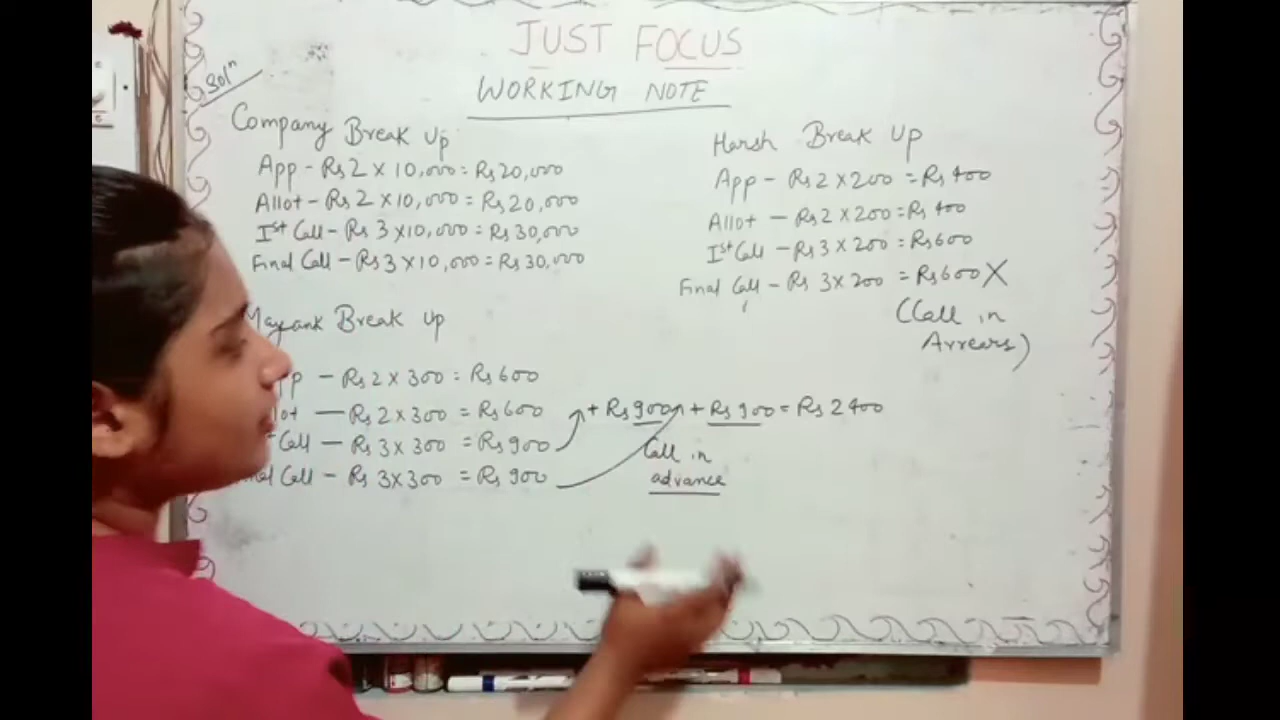 JUST FOCUS
WORKING NOTE
Solⁿ
Company Break Up
App - Rs 2 X 10,000 = Rs 20,000
Allot - Rs 2 X 10,000 = Rs 20,000
Iˢᵗ Call - Rs 3 X 10,000 = Rs 30,000
Final Call - Rs 3 X 10,000 = Rs 30,000
Harsh Break Up
App - Rs 2 X 200 = Rs 400
Allot - Rs 2 X 200 = Rs 400
Iˢᵗ Call - Rs 3 X 200 = Rs 600
Final Call - Rs 3 X 200 = Rs 600 X
(Call in
Arrears)
Mayank Break Up
pp - Rs 2 X 300 = Rs 600
lot - Rs 2 X 300 = Rs 600 + Rs 900 + Rs 900 = Rs 2400
Call - Rs 3 X 300 = Rs 900
nal Call - Rs 3 X 300 = Rs 900
Call in
advance